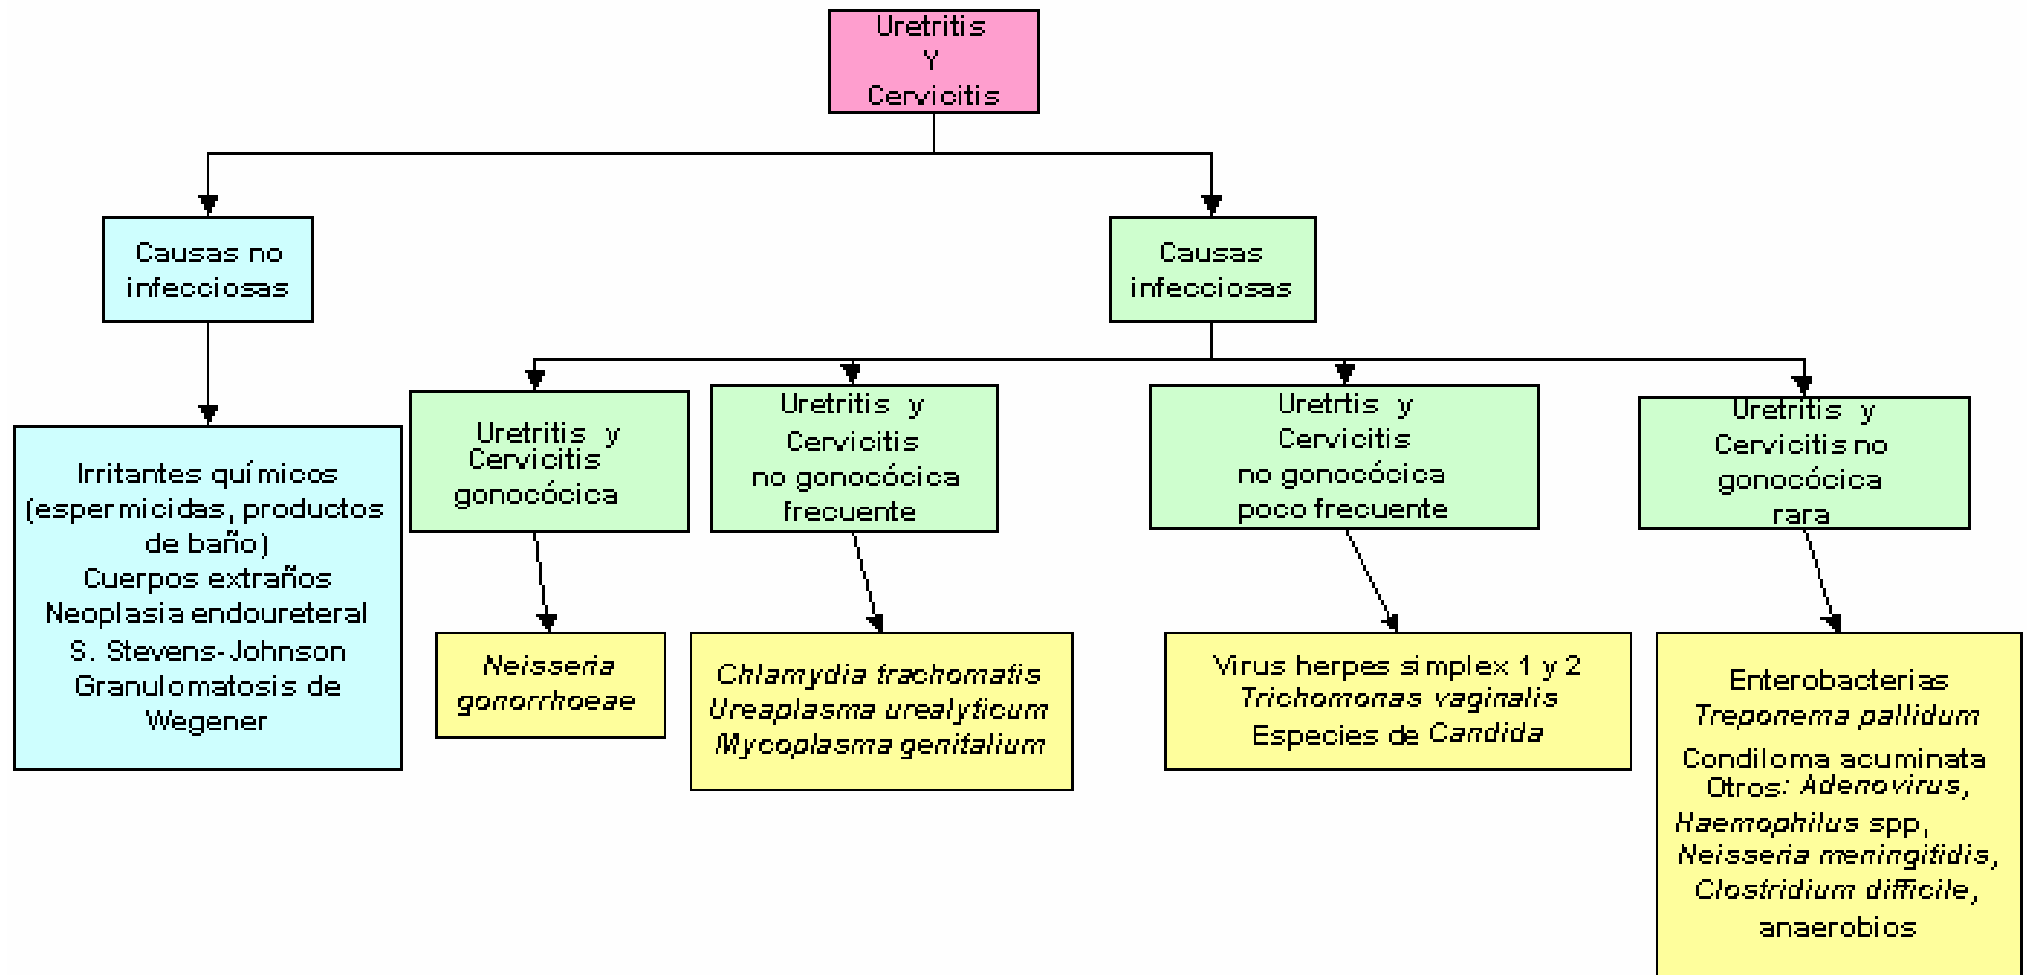 Uretritis
Y
Cervicitis
Causas no
infecciosas
Causas
infecciosas
Irritantes químicos
(espermicidas, productos
de baño)
Cuerpos extraños
Neoplasia endoureteral
S. Stevens-Johnson
Granulomatosis de
Wegener
Uretritis y
Cervicitis
gonocócica
Uretritis y
Cervicitis
no gonocócica
frecuente
Uretrtis y
Cervicitis
no gonocócica
poco frecuente
Uretritis y
Cervicitis no
gonocócica
rara
Neisseria
gonorrhoeae
Chlamydia trachomatis
Ureaplasma urealyticum
Mycoplasma genitalium
Virus herpes simplex 1 y 2
Trichomonas vaginalis
Especies de Candida
Enterobacterias
Treponema pallidum
Condiloma acuminata
Otros: Adenovirus,
Haemophilus spp,
Neisseria meningitidis,
Clostridium difficile,
anaerobios